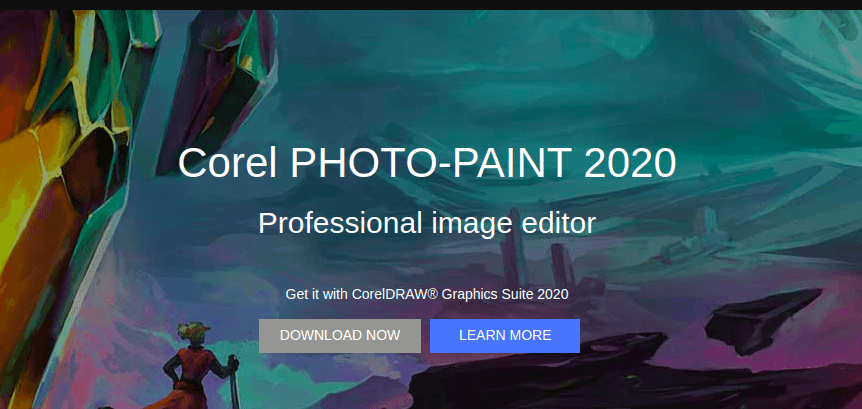 Corel PHOTO-PAINT 2020
Professional image editor
Get it with CorelDRAW® Graphics Suite 2020
DOWNLOAD NOW
LEARN MORE